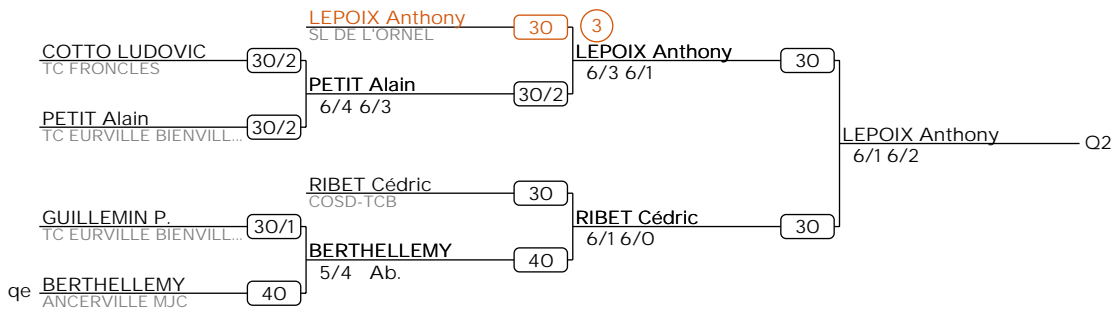 LEPOIX Anthony 30 3
SL DE L'ORNEL
COTTO LUDOVIC 30/2
TC FRONCLES
LEPOIX Anthony 30
6/3 6/1
PETIT Alain 30/2
6/4 6/3
PETIT Alain 30/2
TC EURVILLE BIENVILL...
LEPOIX Anthony Q2
6/1 6/2
RIBET Cédric 30
COSD-TCB
GUILLEMIN P. 30/1
TC EURVILLE BIENVILL...
RIBET Cédric 30
6/1 6/0
BERTHELLEMY 40
5/4 Ab.
qe BERTHELLEMY 40
ANCERVILLE MJC